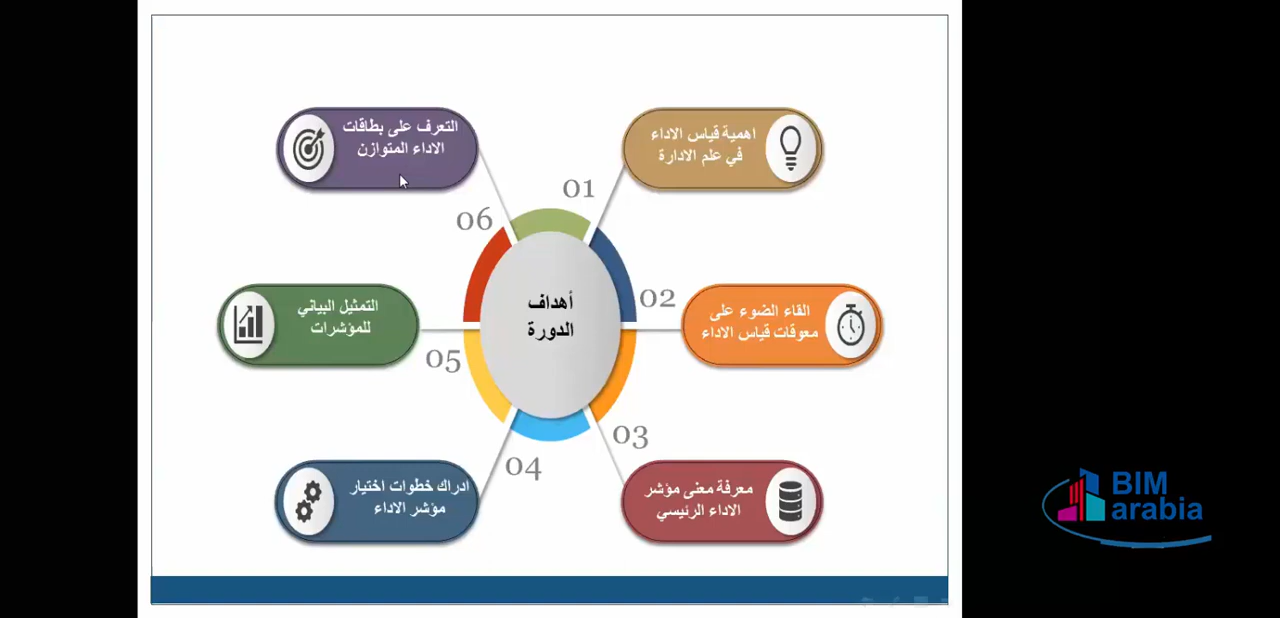 أهداف
الدورة
01
اهمية قياس الاداء
في علم الادارة
02
القاء الضوء على
معوقات قياس الاداء
03
معرفة معنى مؤشر
الاداء الرئيسي
04
ادراك خطوات اختيار
مؤشر الاداء
05
التمثيل البياني
للمؤشرات
06
التعرف على بطاقات
الاداء المتوازن
BIM
arabia